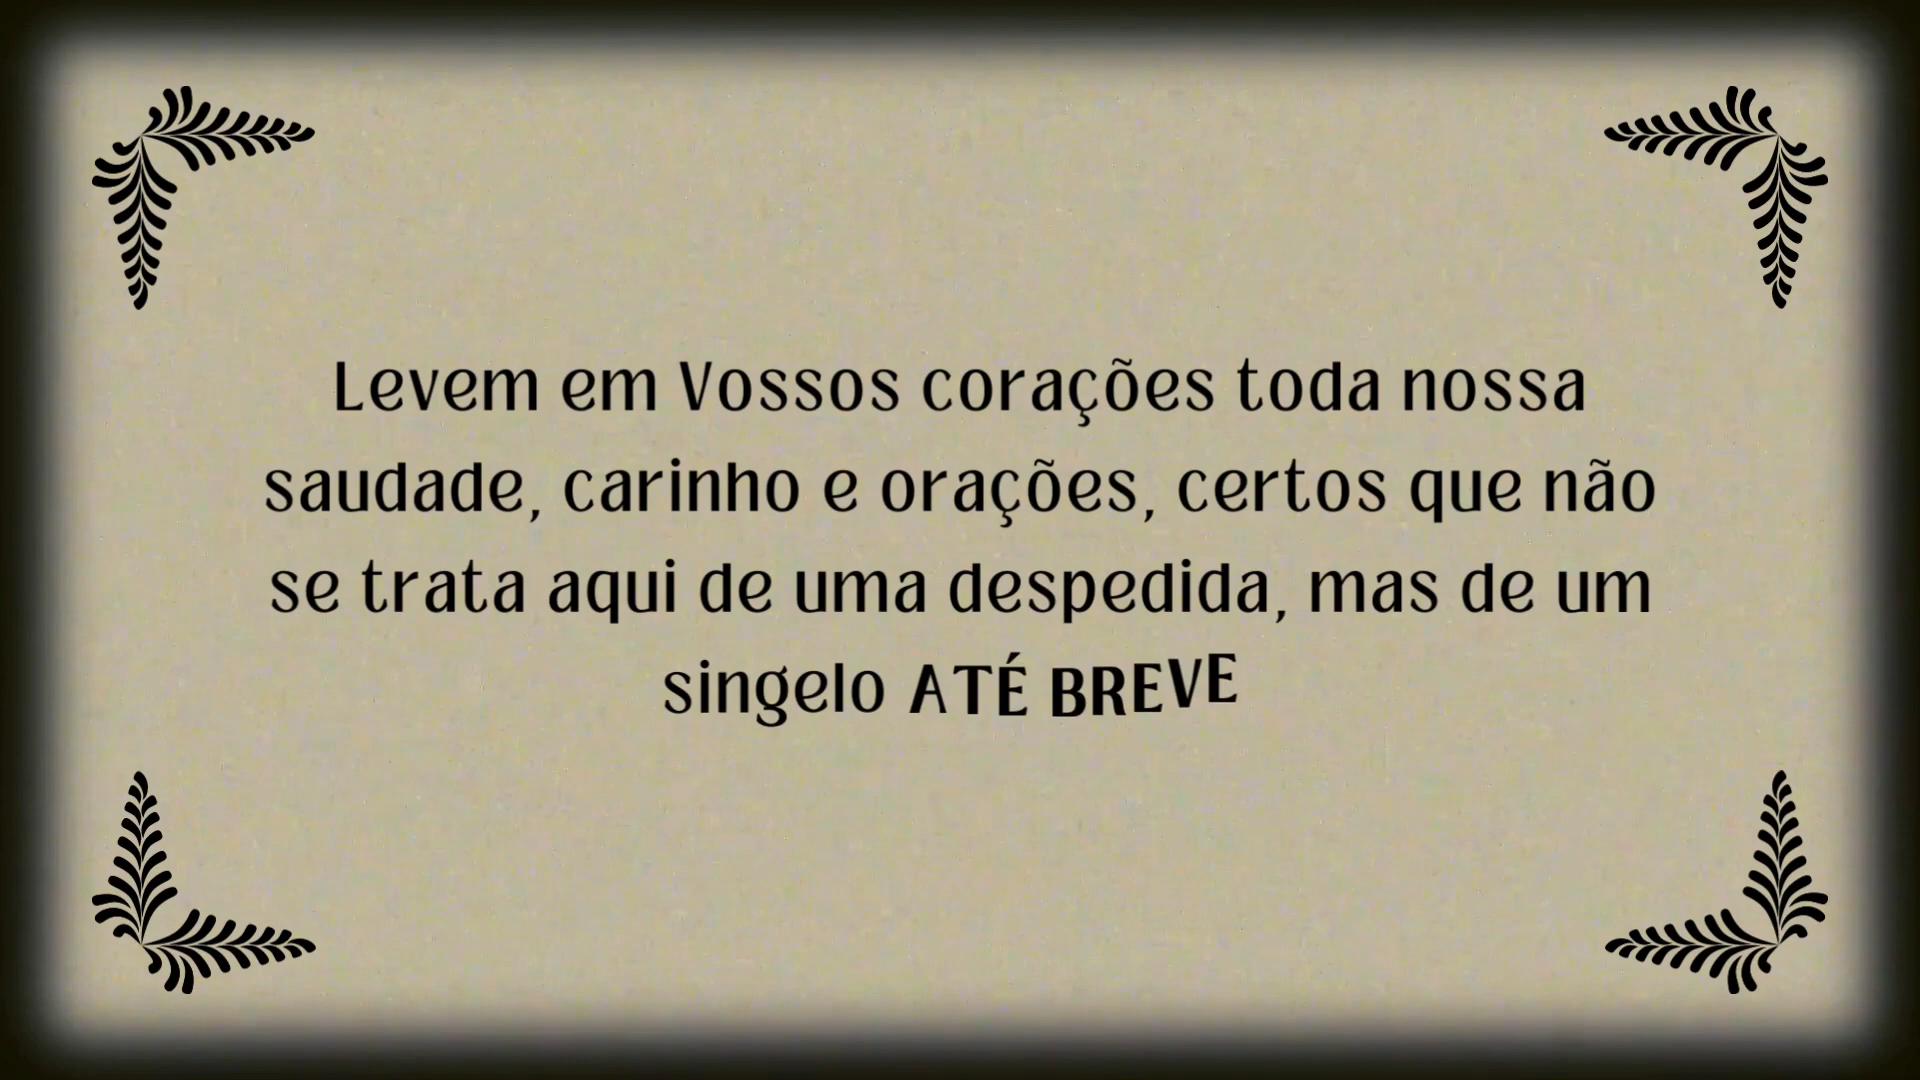 Levem em Vossos corações toda nossa
saudade, carinho e orações, certos que não
se trata aqui de uma despedida, mas de um
singelo ATÉ BREVE